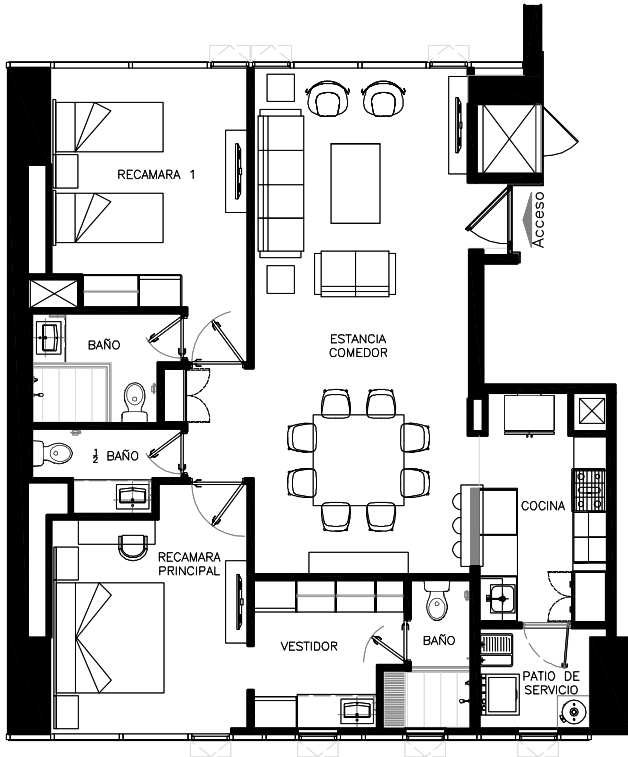 RECAMARA 1
Acceso
BAÑO
ESTANCIA
COMEDOR
½ BAÑO
COCINA
RECAMARA
PRINCIPAL
VESTIDOR
BAÑO
PATIO DE
SERVICIO